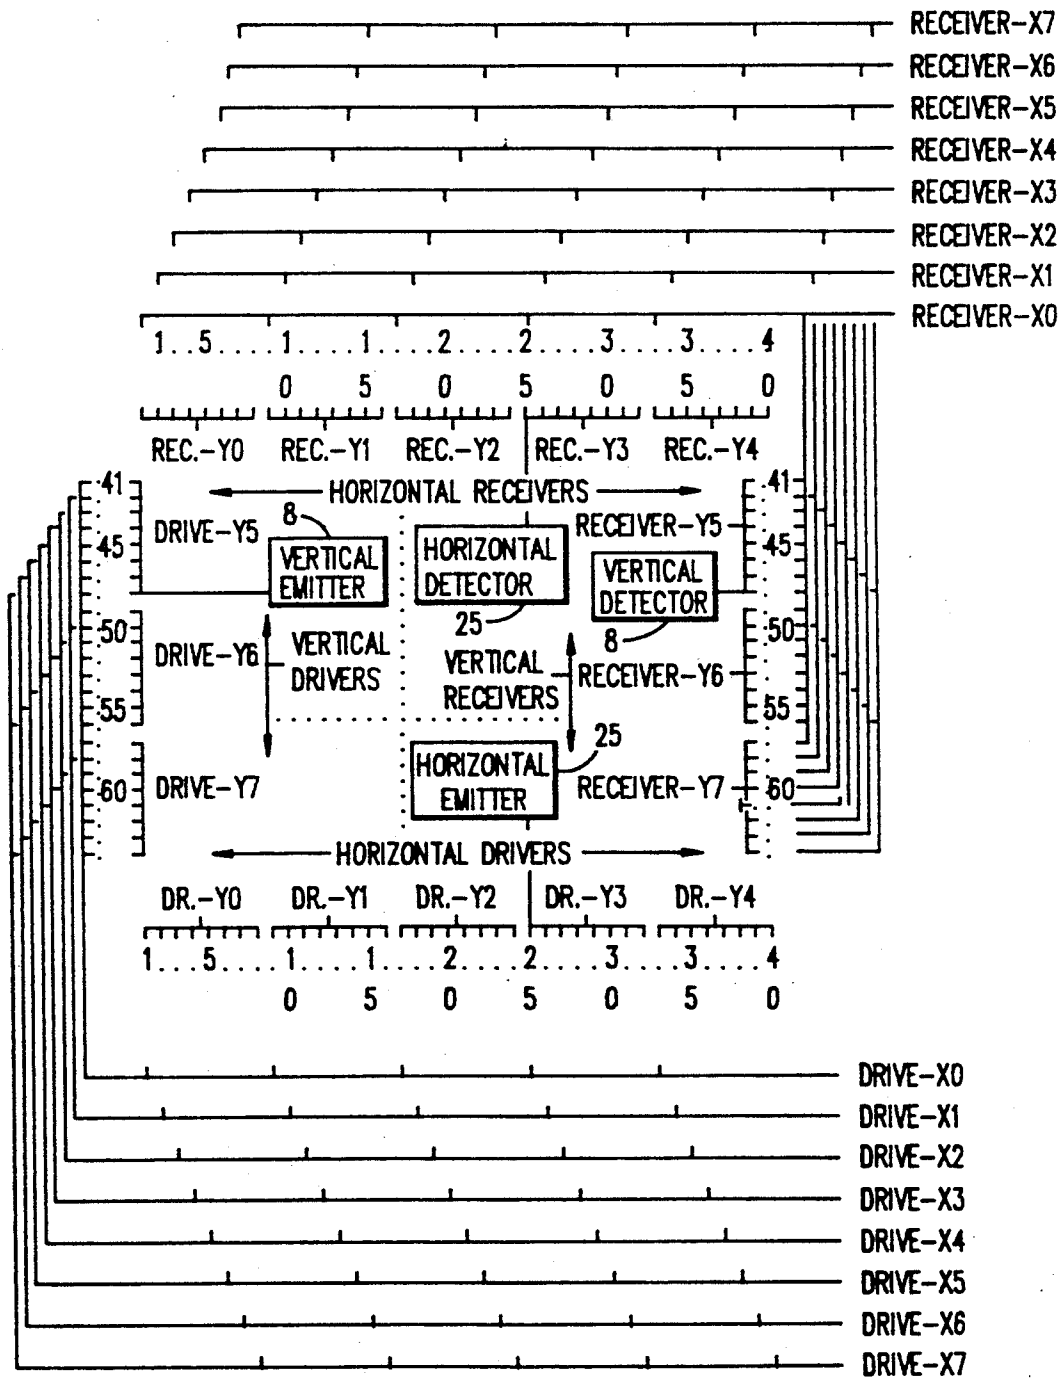 RECEIVER-X7
RECEIVER-X6
RECEIVER-X5
RECEIVER-X4
RECEIVER-X3
RECEIVER-X2
RECEIVER-X1
RECEIVER-X0
1..5....1....1....2....2....3....3....4
0 5 0 5 0 5 0
REC.-Y0 REC.-Y1 REC.-Y2 REC.-Y3 REC.-Y4
41 HORIZONTAL RECEIVERS 41
DRIVE-Y5 8 RECEIVER-Y5
45 VERTICAL EMITTER HORIZONTAL DETECTOR VERTICAL DETECTOR 45
25 8
50 50
DRIVE-Y6 VERTICAL DRIVERS VERTICAL RECEIVERS RECEIVER-Y6
55 55
25
60 DRIVE-Y7 HORIZONTAL EMITTER RECEIVER-Y7 60
HORIZONTAL DRIVERS
DR.-Y0 DR.-Y1 DR.-Y2 DR.-Y3 DR.-Y4
1...5....1....1....2....2....3....3....4
0 5 0 5 0 5 0
DRIVE-X0
DRIVE-X1
DRIVE-X2
DRIVE-X3
DRIVE-X4
DRIVE-X5
DRIVE-X6
DRIVE-X7